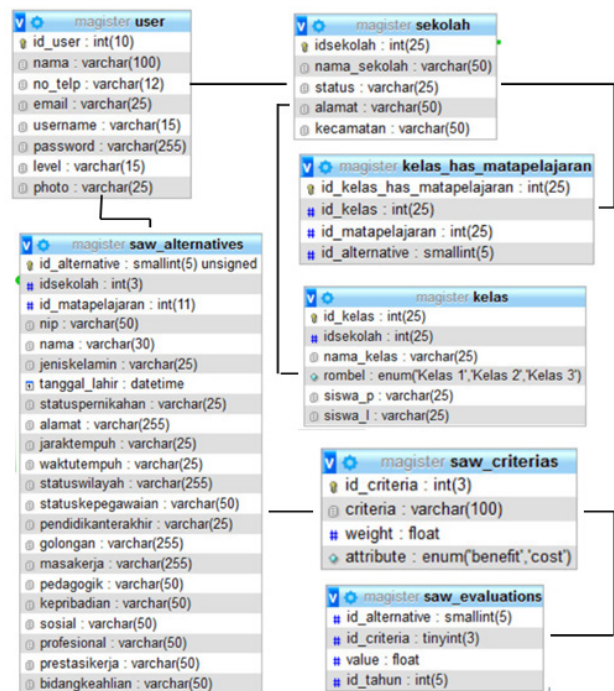 magister user
id_user : int(10)
nama : varchar(100)
no_telp : varchar(12)
email : varchar(25)
username : varchar(15)
password : varchar(255)
level : varchar(15)
photo : varchar(25)
magister sekolah
idsekolah : int(25)
nama_sekolah : varchar(50)
status : varchar(25)
alamat : varchar(50)
kecamatan : varchar(50)
magister kelas_has_matapelajaran
id_kelas_has_matapelajaran : int(25)
id_kelas : int(25)
id_matapelajaran : int(25)
id_alternative : smallint(5)
magister saw_alternatives
id_alternative : smallint(5) unsigned
idsekolah : int(3)
id_matapelajaran : int(11)
nip : varchar(50)
nama : varchar(30)
jeniskelamin : varchar(25)
tanggal_lahir : datetime
statuspernikahan : varchar(25)
alamat : varchar(255)
jaraktempuh : varchar(25)
waktutempuh : varchar(25)
statuswilayah : varchar(255)
statuskepegawaian : varchar(50)
pendidikanterakhir : varchar(25)
golongan : varchar(255)
masakerja : varchar(255)
pedagogik : varchar(50)
kepribadian : varchar(50)
sosial : varchar(50)
profesional : varchar(50)
prestasikerja : varchar(50)
bidangkeahlian : varchar(50)
magister kelas
id_kelas : int(25)
idsekolah : int(25)
nama_kelas : varchar(25)
rombel : enum('Kelas 1','Kelas 2','Kelas 3')
siswa_p : varchar(25)
siswa_l : varchar(25)
magister saw_criterias
id_criteria : int(3)
criteria : varchar(100)
weight : float
attribute : enum('benefit','cost')
magister saw_evaluations
id_alternative : smallint(5)
id_criteria : tinyint(3)
value : float
id_tahun : int(5)